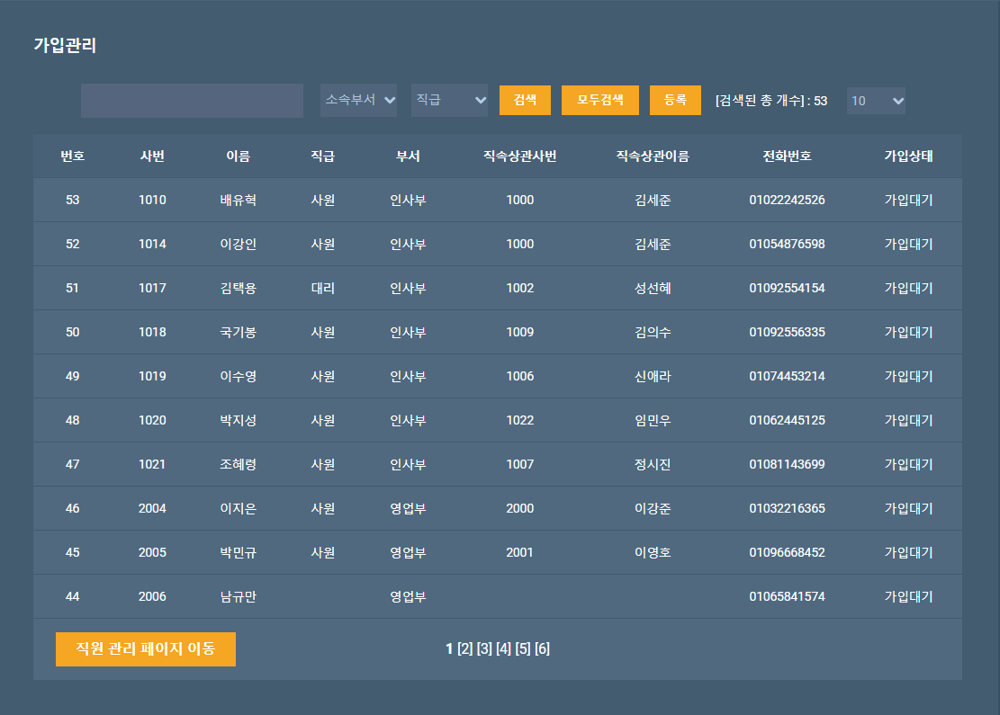 가입관리
소속부서 직급 검색 모두검색 등록 [검색된 총 개수] : 53 10
번호 사번 이름 직급 부서 직속상관사번 직속상관이름 전화번호 가입상태
53 1010 배유혁 사원 인사부 1000 김세준 01022242526 가입대기
52 1014 이강인 사원 인사부 1000 김세준 01054876598 가입대기
51 1017 김택용 대리 인사부 1002 성선혜 01092554154 가입대기
50 1018 국기봉 사원 인사부 1009 김의수 01092556335 가입대기
49 1019 이수영 사원 인사부 1006 신애라 01074453214 가입대기
48 1020 박지성 사원 인사부 1022 임민우 01062445125 가입대기
47 1021 조혜령 사원 인사부 1007 정시진 01081143699 가입대기
46 2004 이지은 사원 영업부 2000 이강준 01032216365 가입대기
45 2005 박민규 사원 영업부 2001 이영호 01096668452 가입대기
44 2006 남규만 영업부 01065841574 가입대기
직원 관리 페이지 이동 1 [2] [3] [4] [5] [6]